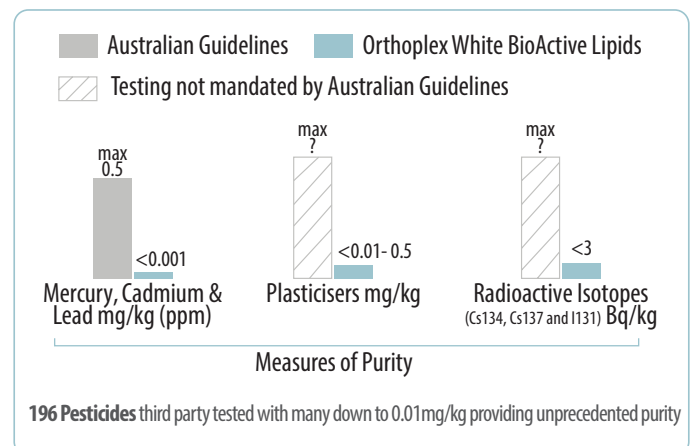 Australian Guidelines
Orthoplex White BioActive Lipids
Testing not mandated by Australian Guidelines
max
0.5
<0.001
Mercury, Cadmium &
Lead mg/kg (ppm)
max
?
<0.01- 0.5
Plasticisers mg/kg
max
?
<3
Radioactive Isotopes
(Cs134, Cs137 and I131) Bq/kg
Measures of Purity
196 Pesticides third party tested with many down to 0.01mg/kg providing unprecedented purity